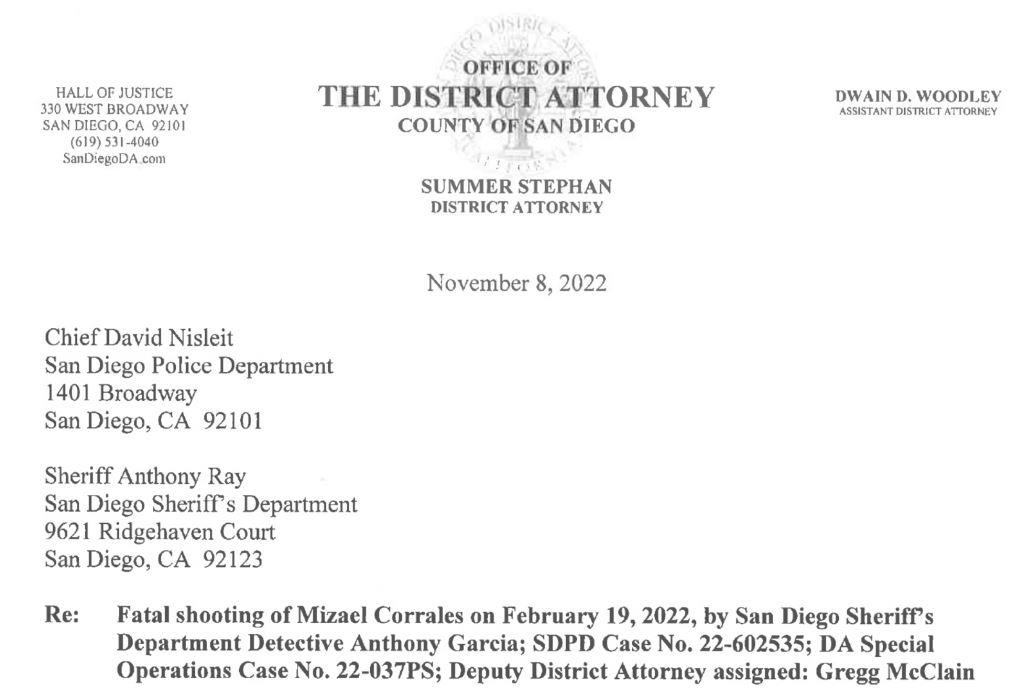 HALL OF JUSTICE
330 WEST BROADWAY
SAN DIEGO, CA 92101
(619) 531-4040
SanDiegoDA.com
OFFICE OF
THE DISTRICT ATTORNEY
COUNTY OF SAN DIEGO
SUMMER STEPHAN
DISTRICT ATTORNEY
DWAIN D. WOODLEY
ASSISTANT DISTRICT ATTORNEY
November 8, 2022
Chief David Nisleit
San Diego Police Department
1401 Broadway
San Diego, CA 92101
Sheriff Anthony Ray
San Diego Sheriff's Department
9621 Ridgehaven Court
San Diego, CA 92123
Re: Fatal shooting of Mizael Corrales on February 19, 2022, by San Diego Sheriff's
Department Detective Anthony Garcia; SDPD Case No. 22-602535; DA Special
Operations Case No. 22-037PS; Deputy District Attorney assigned: Gregg McClain